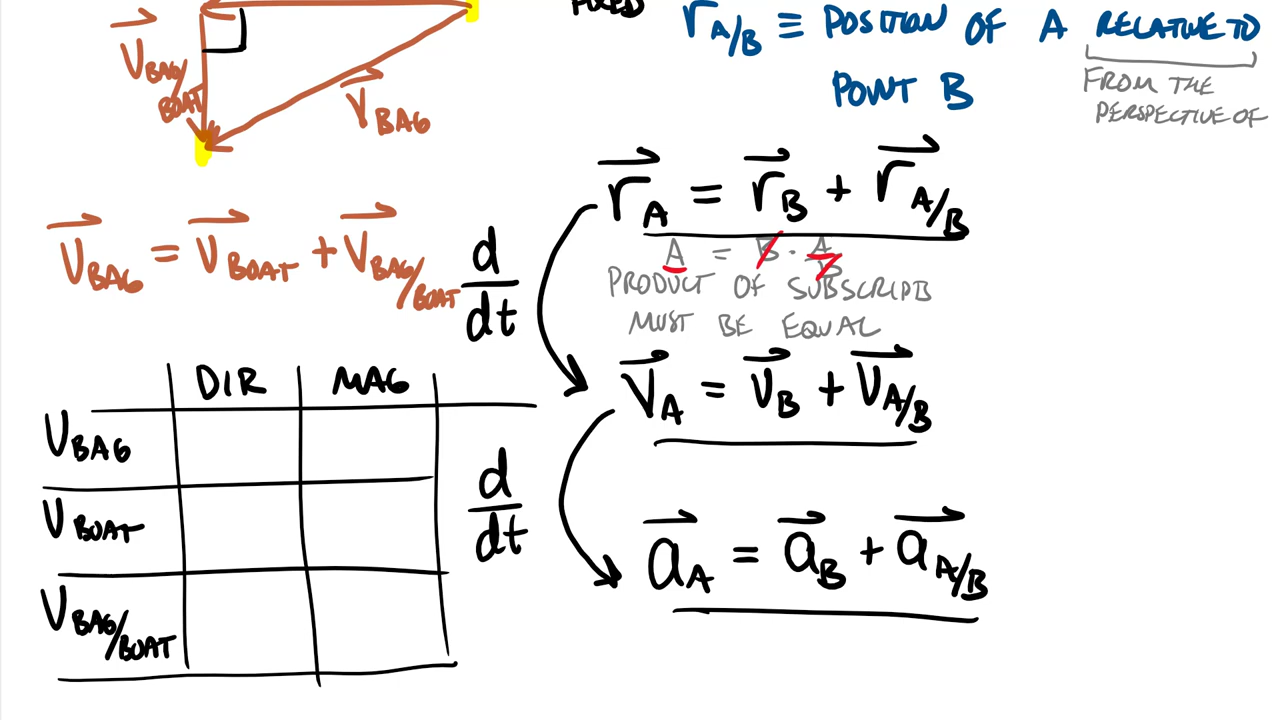 FIXED
r A/B ≡ POSITION OF A RELATIVE TO
POINT B
FROM THE
PERSPECTIVE OF
V BAG/BOAT
V BAG
r A = r B + r A/B
A = B · A/B
PRODUCT OF SUBSCRIPTS
MUST BE EQUAL
V BAG = V BOAT + V BAG/BOAT
d/dt
V A = V B + V A/B
d/dt
a A = a B + a A/B
DIR MAG
V BAG
V BOAT
V BAG/BOAT